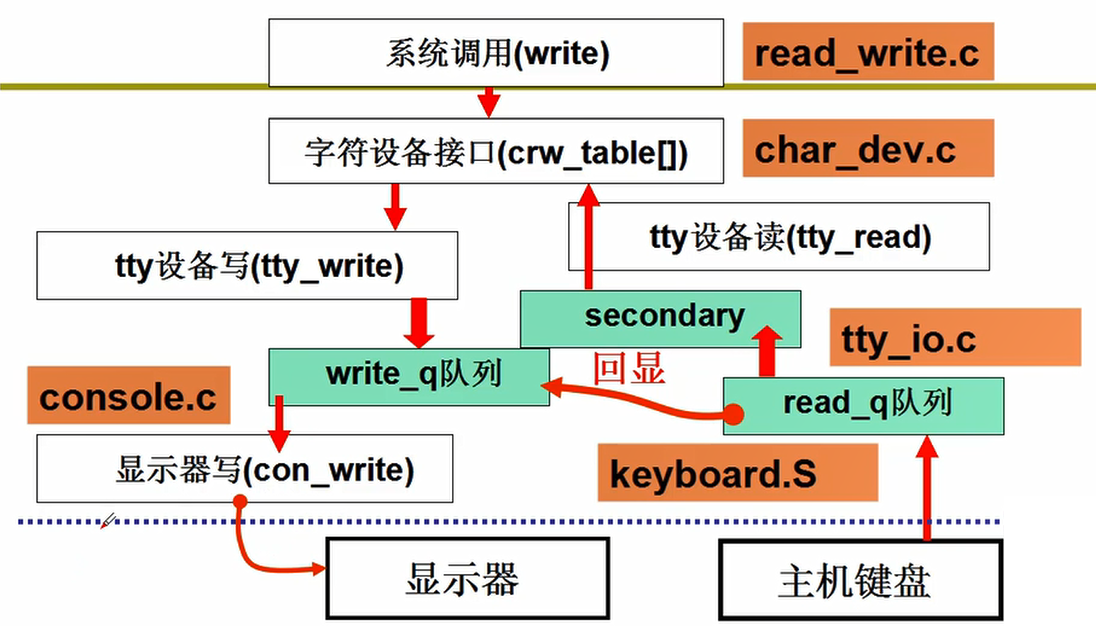 系统调用(write)
read_write.c
字符设备接口(crw_table[])
char_dev.c
tty设备读(tty_read)
tty设备写(tty_write)
secondary
tty_io.c
write_q队列
回显
console.c
read_q队列
显示器写(con_write)
keyboard.S
显示器
主机键盘